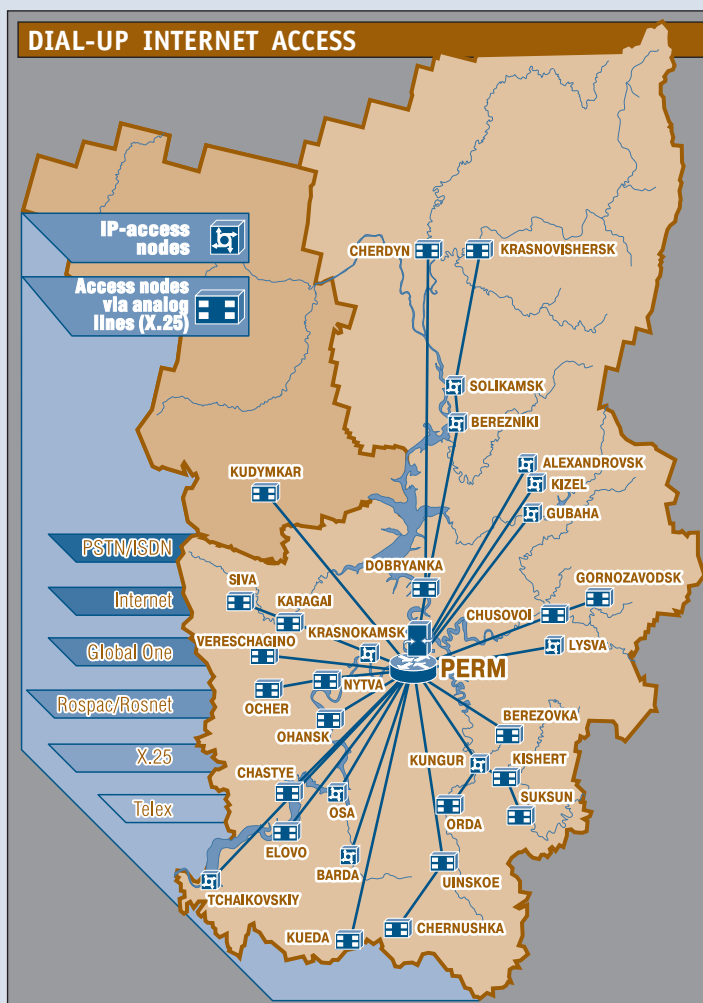 DIAL-UP INTERNET ACCESS
IP-access
nodes
Access nodes
via analog
lines (X.25)
CHERDYN
KRASNOVISHERSK
SOLIKAMSK
BEREZNIKI
ALEXANDROVSK
KIZEL
GUBAHA
KUDYMKAR
PSTN/ISDN
Internet
Global One
Rospac/Rosnet
X.25
Telex
DOBRYANKA
GORNOZAVODSK
SIVA
KARAGAI
CHUSOVOI
KRASNOKAMSK
VERESCHAGINO
LYSVA
PERM
NYTVA
OCHER
OHANSK
BEREZOVKA
KUNGUR
KISHERT
CHASTYE
SUKSUN
OSA
ORDA
ELOVO
BARDA
UINSKOE
TCHAIKOVSKIY
CHERNUSHKA
KUEDA